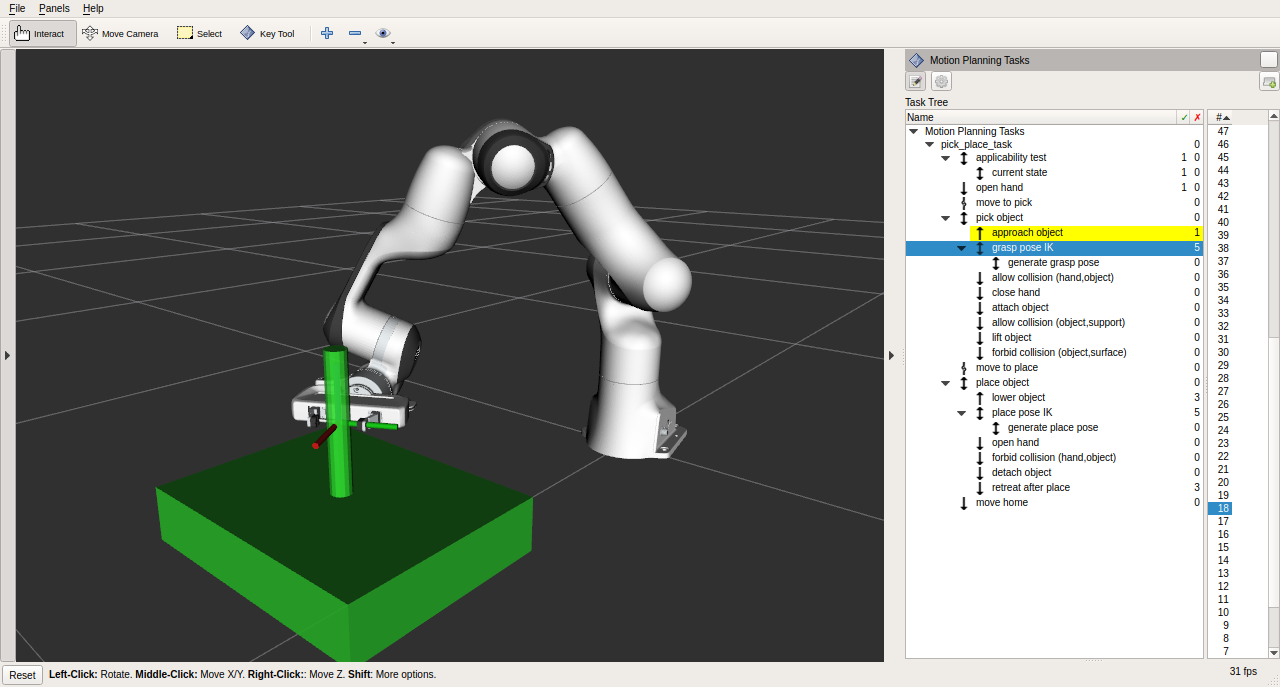 File Panels Help
Interact Move Camera Select Key Tool
Motion Planning Tasks
Task Tree
Name ✓ ✗ #
Motion Planning Tasks 47
pick_place_task 0 46
applicability test 1 0 45
current state 1 0 44
43
open hand 1 0 42
move to pick 0 41
pick object 0 40
approach object 1 39
grasp pose IK 5 38
generate grasp pose 0 37
allow collision (hand,object) 0 36
close hand 0 35
34
attach object 0 33
allow collision (object,support) 0 32
lift object 0 31
forbid collision (object,surface) 0 30
move to place 0 29
place object 0 28
lower object 3 27
26
place pose IK 5 25
generate place pose 0 24
open hand 0 23
forbid collision (hand,object) 0 22
detach object 0 21
retreat after place 3 20
19
move home 0 18
17
16
15
14
13
12
11
10
9
8
7
Reset Left-Click: Rotate. Middle-Click: Move X/Y. Right-Click:: Move Z. Shift: More options. 31 fps